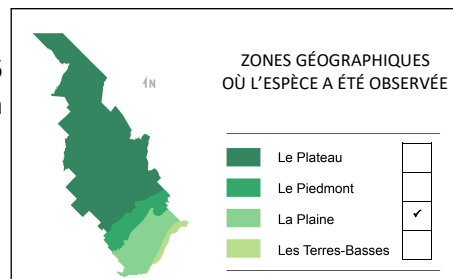 ZONES GÉOGRAPHIQUES
OÙ L'ESPÈCE A ÉTÉ OBSERVÉE
N
Le Plateau
Le Piedmont
La Plaine ✓
Les Terres-Basses